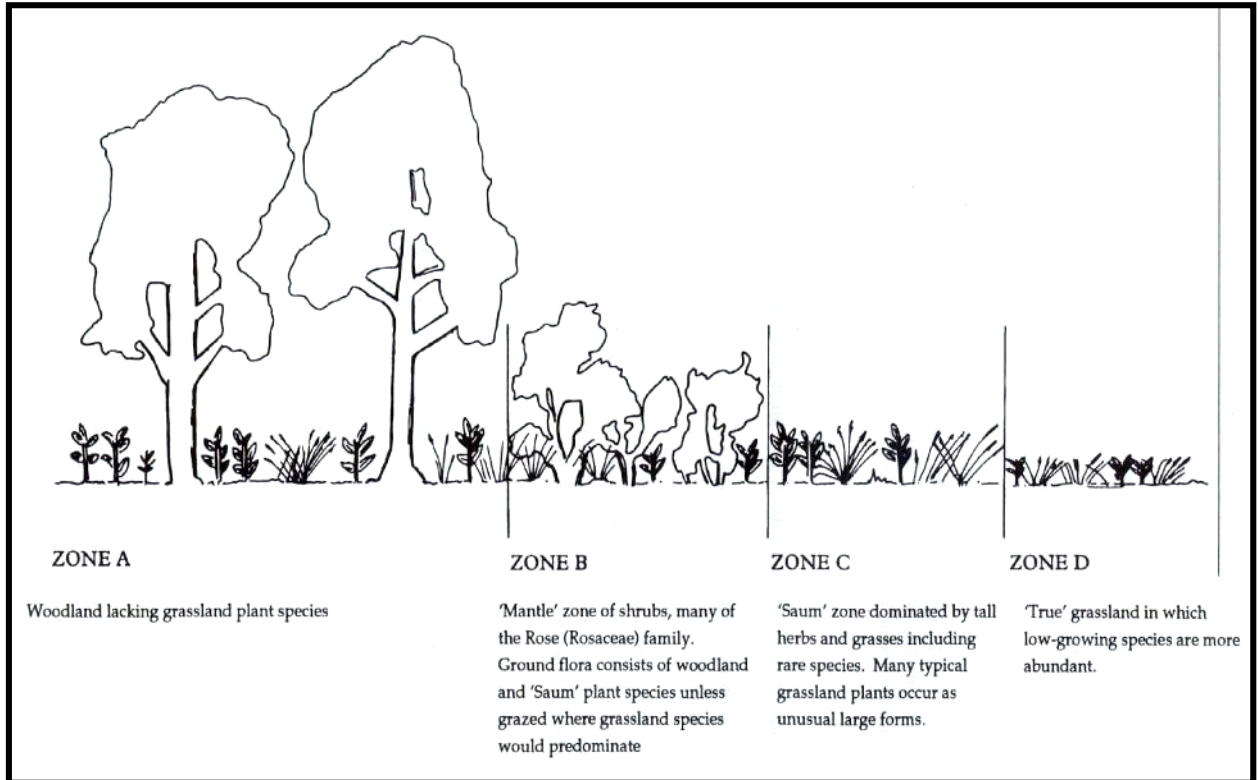 ZONE A
Woodland lacking grassland plant species
ZONE B
'Mantle' zone of shrubs, many of
the Rose (Rosaceae) family.
Ground flora consists of woodland
and 'Saum' plant species unless
grazed where grassland species
would predominate
ZONE C
'Saum' zone dominated by tall
herbs and grasses including
rare species. Many typical
grassland plants occur as
unusual large forms.
ZONE D
'True' grassland in which
low-growing species are more
abundant.